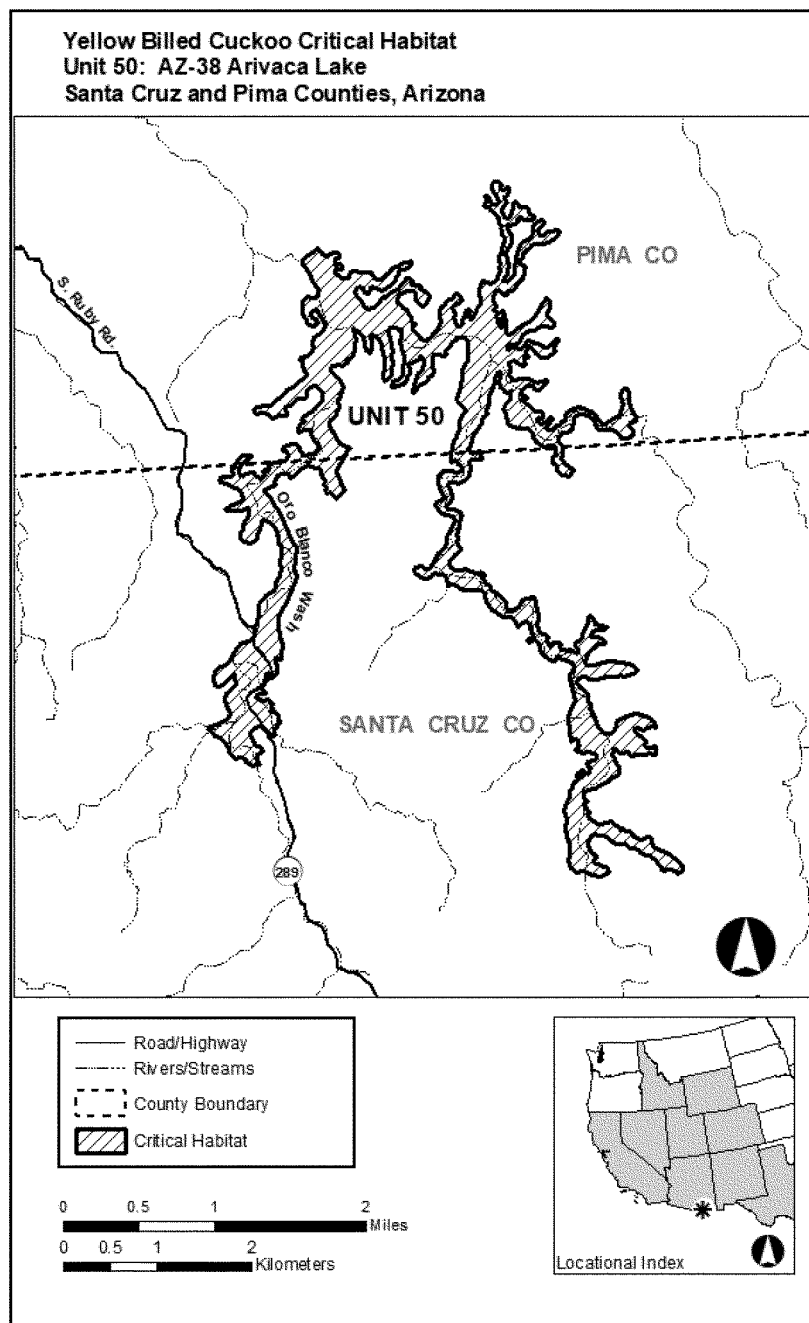 Yellow Billed Cuckoo Critical Habitat
Unit 50: AZ-38 Arivaca Lake
Santa Cruz and Pima Counties, Arizona
PIMA CO
S. Ruby Rd.
UNIT 50
Oro Blanco Wash
SANTA CRUZ CO
289
Road/Highway
Rivers/Streams
County Boundary
Critical Habitat
0 0.5 1 2
Miles
0 0.5 1 2
Kilometers
Locational Index